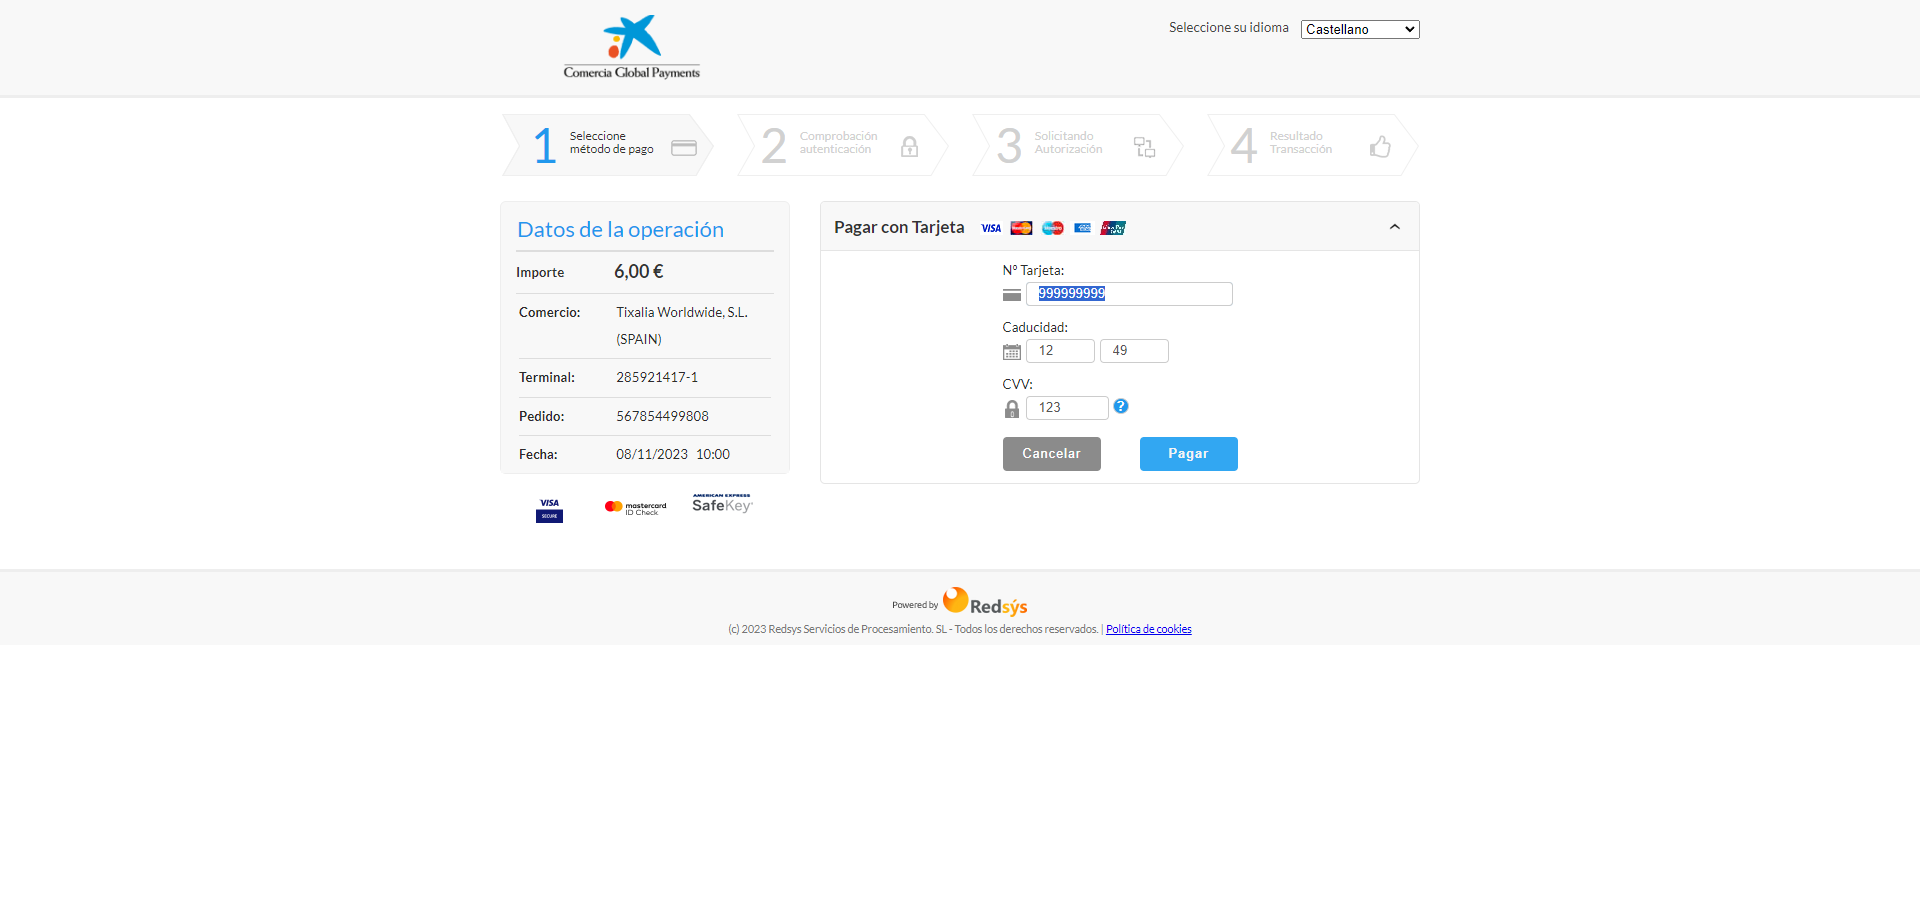 Comercia Global Payments
Seleccione su idioma
Castellano
1
Seleccione
método de pago
2
Comprobación
autenticación
3
Solicitando
Autorización
4
Resultado
Transacción
Datos de la operación
Importe 6,00 €
Comercio: Tixalia Worldwide, S.L.
(SPAIN)
Terminal: 285921417-1
Pedido: 567854499808
Fecha: 08/11/2023 10:00
VISA
SECURE
mastercard
ID Check
AMERICAN EXPRESS
SafeKey®
Pagar con Tarjeta VISA
Nº Tarjeta:
999999999
Caducidad:
12 49
CVV:
123 ?
Cancelar Pagar
Powered by Redsýs
(c) 2023 Redsys Servicios de Procesamiento. SL - Todos los derechos reservados. | Política de cookies